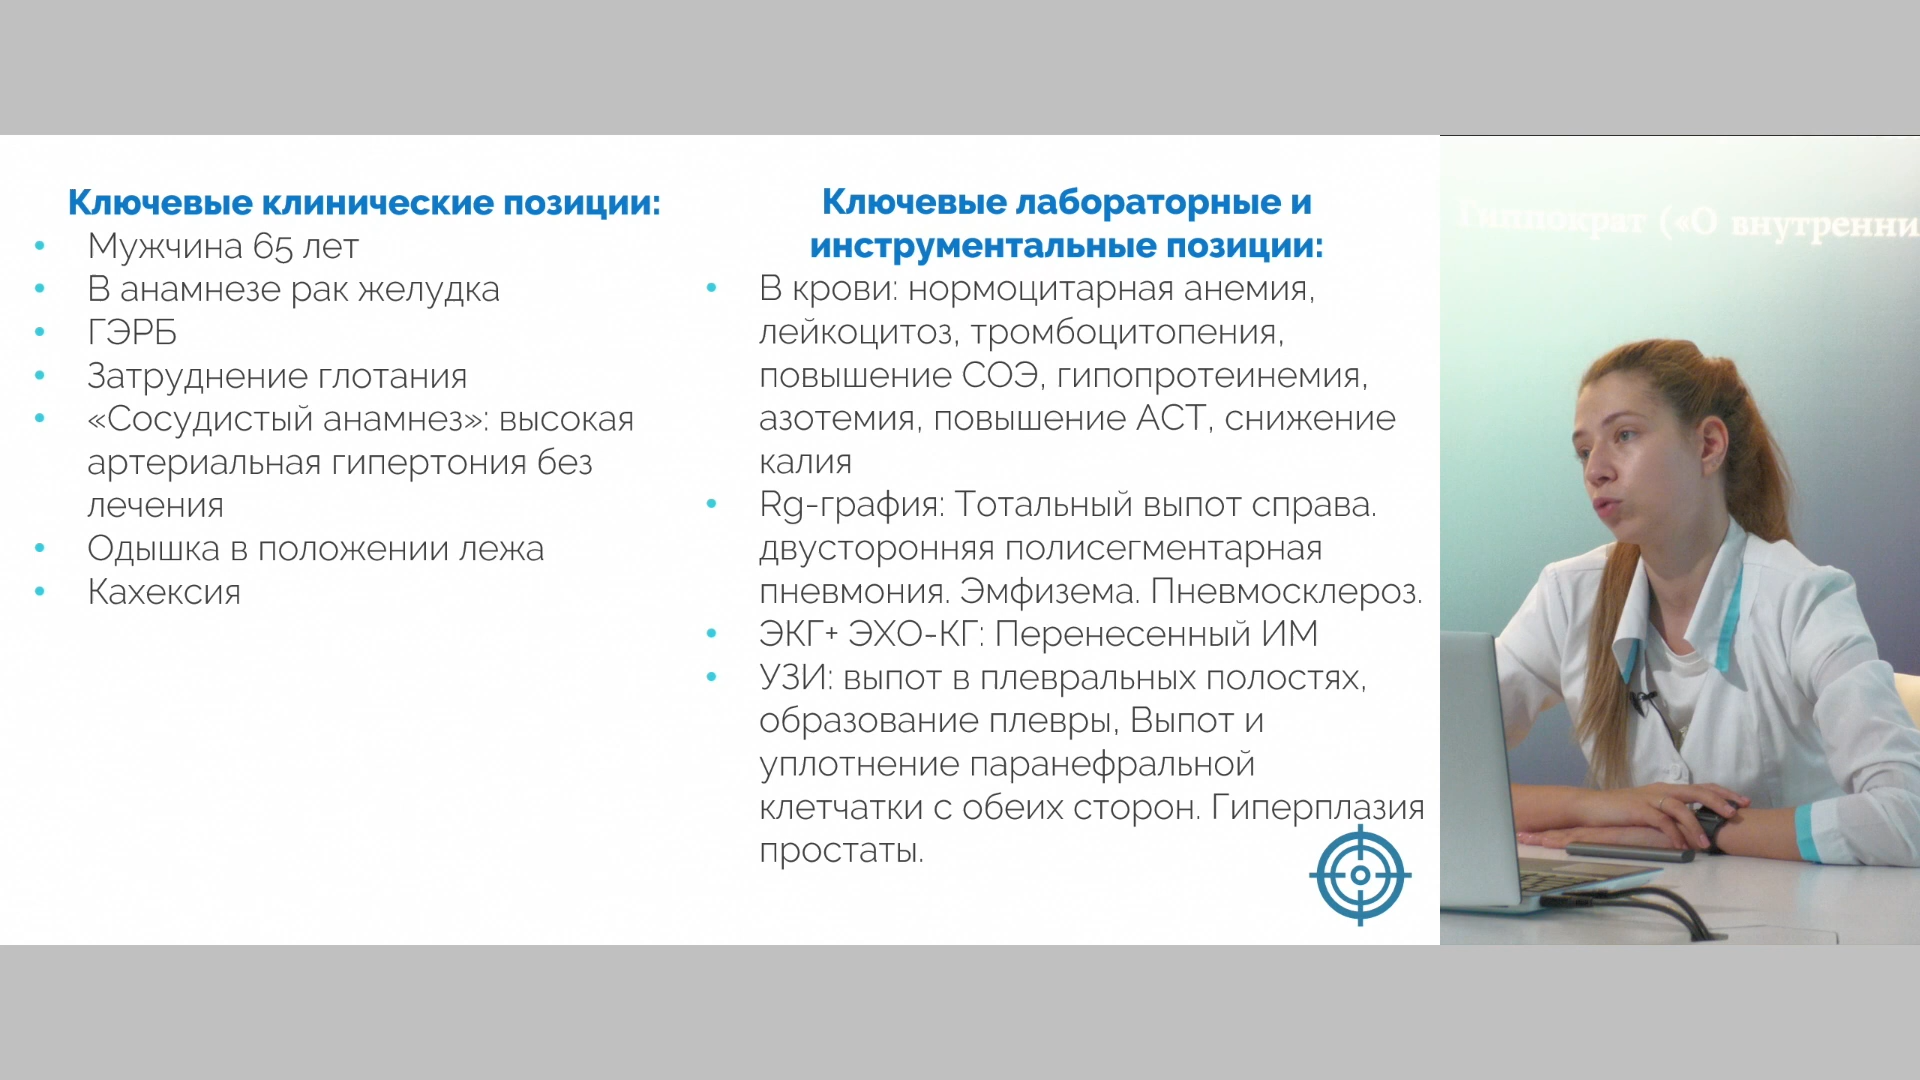 Ключевые клинические позиции:
• Мужчина 65 лет
• В анамнезе рак желудка
• ГЭРБ
• Затруднение глотания
• «Сосудистый анамнез»: высокая
артериальная гипертония без
лечения
• Одышка в положении лежа
• Кахексия
Ключевые лабораторные и
инструментальные позиции:
• В крови: нормоцитарная анемия,
лейкоцитоз, тромбоцитопения,
повышение СОЭ, гипопротеинемия,
азотемия, повышение АСТ, снижение
калия
• Rg-графия: Тотальный выпот справа.
двусторонняя полисегментарная
пневмония. Эмфизема. Пневмосклероз.
• ЭКГ+ ЭХО-КГ: Перенесенный ИМ
• УЗИ: выпот в плевральных полостях,
образование плевры, Выпот и
уплотнение паранефральной
клетчатки с обеих сторон. Гиперплазия
простаты.
Гиппократ («О внутренни